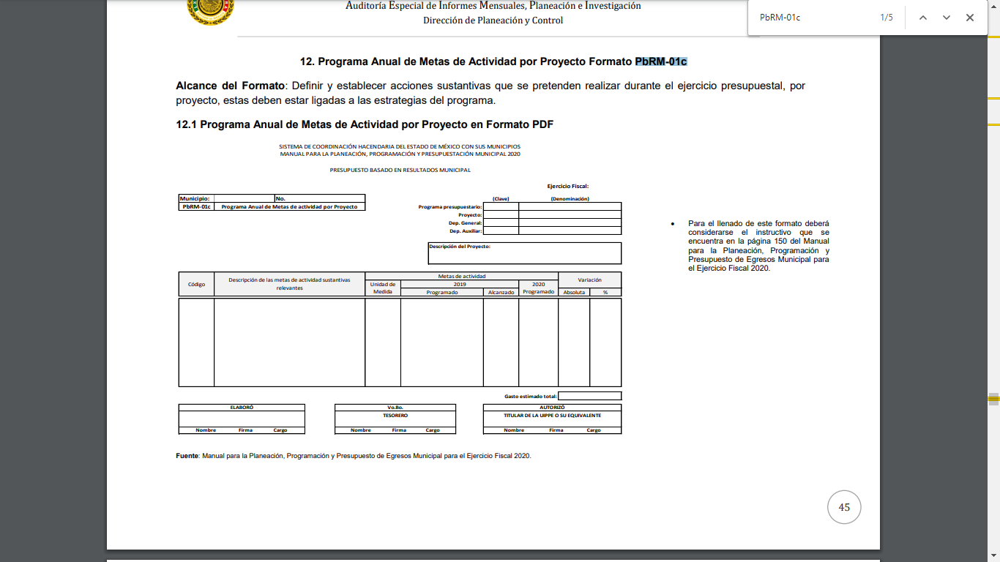 Auditoría Especial de Informes Mensuales, Planeación e Investigación
Dirección de Planeación y Control
PbRM-01c
1/5
12. Programa Anual de Metas de Actividad por Proyecto Formato PbRM-01c
Alcance del Formato: Definir y establecer acciones sustantivas que se pretenden realizar durante el ejercicio presupuestal, por
proyecto, estas deben estar ligadas a las estrategias del programa.
12.1 Programa Anual de Metas de Actividad por Proyecto en Formato PDF
SISTEMA DE COORDINACIÓN HACENDARIA DEL ESTADO DE MÉXICO CON SUS MUNICIPIOS
MANUAL PARA LA PLANEACIÓN, PROGRAMACIÓN Y PRESUPUESTACIÓN MUNICIPAL 2020
PRESUPUESTO BASADO EN RESULTADOS MUNICIPAL
Ejercicio Fiscal:
Municipio: No.
PbRM-01c Programa Anual de Metas de actividad por Proyecto
(Clave) (Denominación)
Programa presupuestario:
Proyecto:
Dep. General:
Dep. Auxiliar:
Descripción del Proyecto:
• Para el llenado de este formato deberá
considerarse el instructivo que se
encuentra en la página 150 del Manual
para la Planeación, Programación y
Presupuesto de Egresos Municipal para
el Ejercicio Fiscal 2020.
Código
Descripción de las metas de actividad sustantivas
relevantes
Metas de actividad
Unidad de
Medida
2019
Programado Alcanzado
2020
Programado
Variación
Absoluta %
Gasto estimado total:
ELABORÓ
Nombre Firma Cargo
Vo.Bo.
TESORERO
Nombre Firma Cargo
AUTORIZÓ
TITULAR DE LA UIPPE O SU EQUIVALENTE
Nombre Firma Cargo
Fuente: Manual para la Planeación, Programación y Presupuesto de Egresos Municipal para el Ejercicio Fiscal 2020.
45